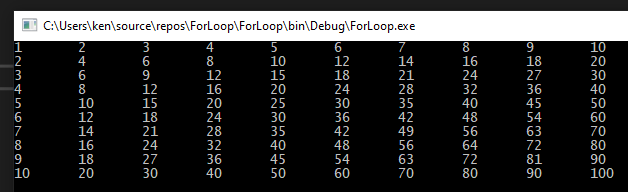 C:\Users\ken\source\repos\ForLoop\ForLoop\bin\Debug\ForLoop.exe
1 2 3 4 5 6 7 8 9 10
2 4 6 8 10 12 14 16 18 20
3 6 9 12 15 18 21 24 27 30
4 8 12 16 20 24 28 32 36 40
5 10 15 20 25 30 35 40 45 50
6 12 18 24 30 36 42 48 54 60
7 14 21 28 35 42 49 56 63 70
8 16 24 32 40 48 56 64 72 80
9 18 27 36 45 54 63 72 81 90
10 20 30 40 50 60 70 80 90 100